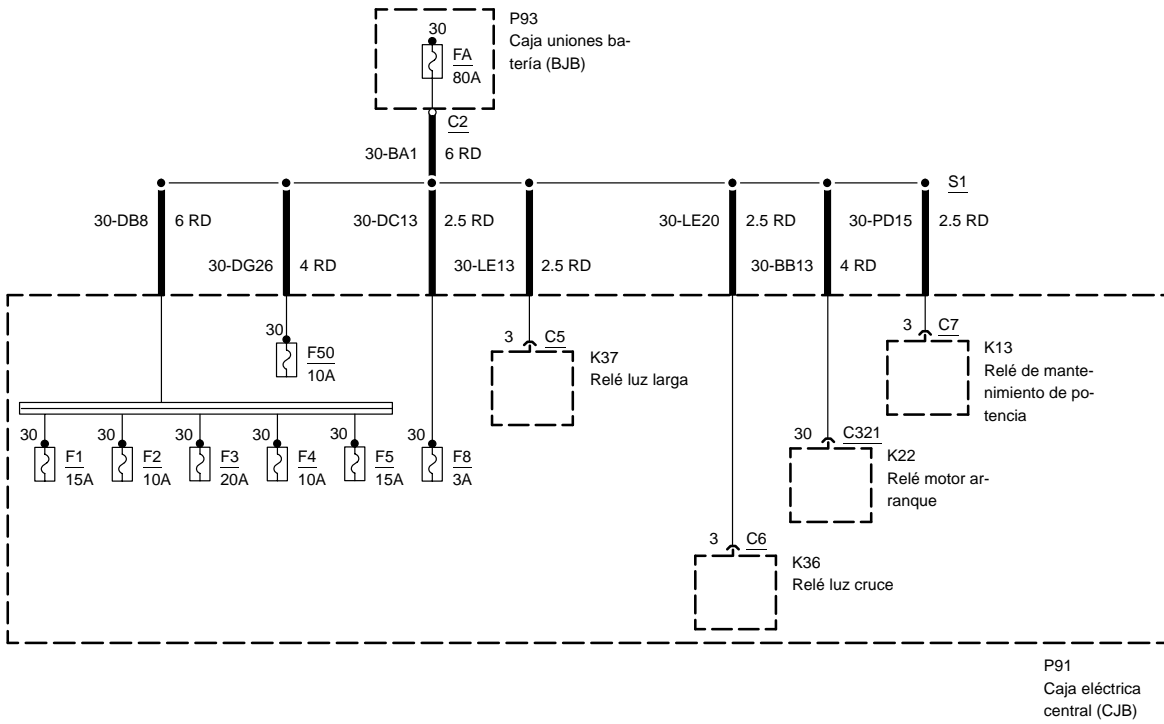 P93
Caja uniones ba-
tería (BJB)
30
FA
80A
C2
30-BA1 6 RD
S1
30-DB8 6 RD
30-DC13 2.5 RD
30-LE20 2.5 RD
30-PD15 2.5 RD
30-DG26 4 RD
30-LE13 2.5 RD
30-BB13 4 RD
30
F50
10A
3 C5
K37
Relé luz larga
3 C7
K13
Relé de mante-
nimiento de po-
tencia
30 F1
15A
30 F2
10A
30 F3
20A
30 F4
10A
30 F5
15A
30 F8
3A
30 C321
K22
Relé motor ar-
ranque
3 C6
K36
Relé luz cruce
P91
Caja eléctrica
central (CJB)